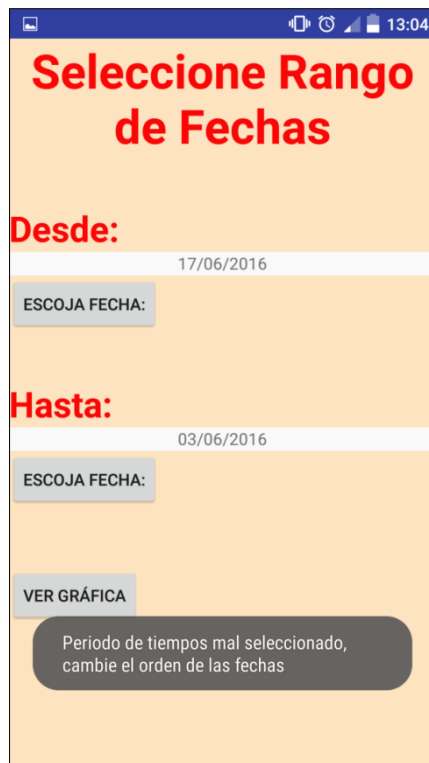 13:04
Seleccione Rango
de Fechas
Desde:
17/06/2016
ESCOJA FECHA:
Hasta:
03/06/2016
ESCOJA FECHA:
VER GRÁFICA
Periodo de tiempos mal seleccionado,
cambie el orden de las fechas